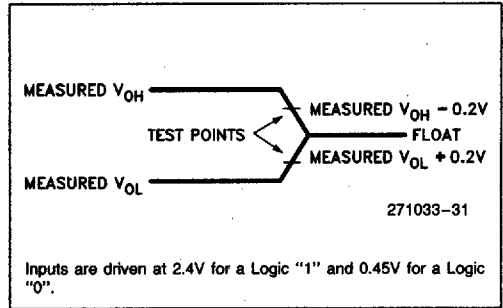 MEASURED VOH
MEASURED VOH – 0.2V
TEST POINTS
FLOAT
MEASURED VOL + 0.2V
MEASURED VOL
271033–31
Inputs are driven at 2.4V for a Logic “1” and 0.45V for a Logic
“0”.